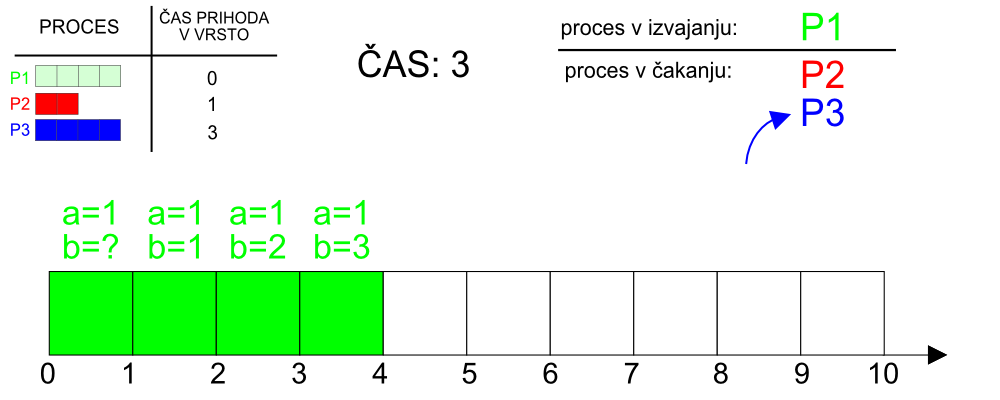 PROCES
ČAS PRIHODA
V VRSTO
P1 0
P2 1
P3 3
ČAS: 3
proces v izvajanju: P1
proces v čakanju: P2
P3
a=1 a=1 a=1 a=1
b=? b=1 b=2 b=3
0 1 2 3 4 5 6 7 8 9 10